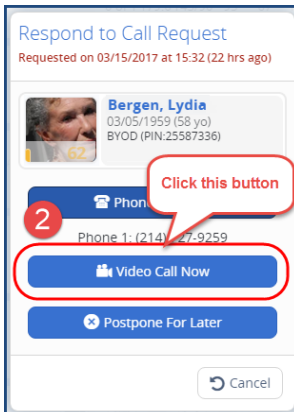 Respond to Call Request
Requested on 03/15/2017 at 15:32 (22 hrs ago)
Bergen, Lydia
03/05/1959 (58 yo)
BYOD (PIN:25587336)
62
Click this button
2
Phone 1: (214) 27-9259
Video Call Now
Postpone For Later
Cancel